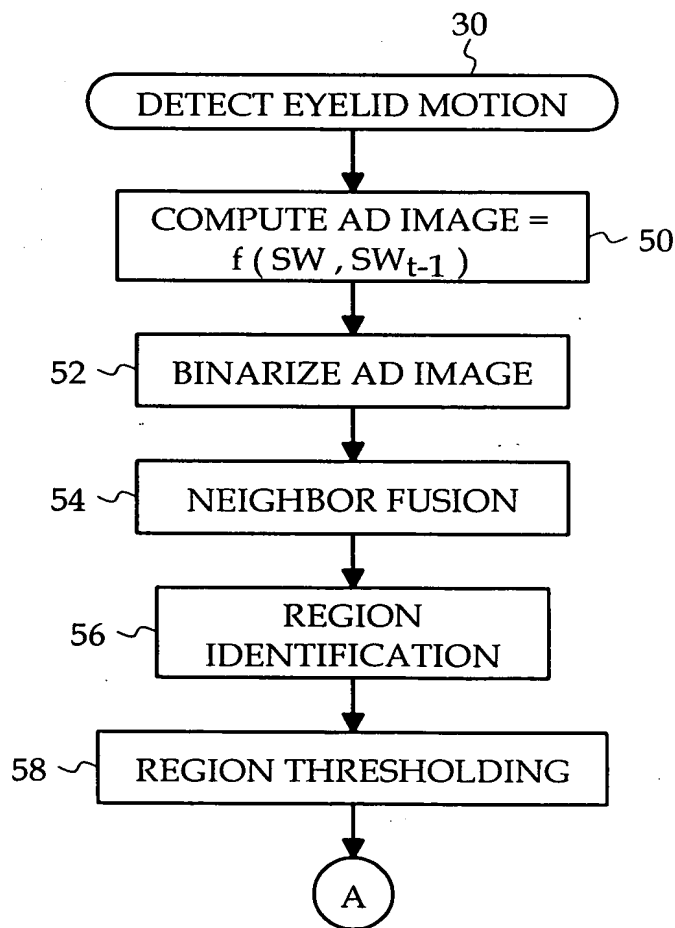 30
DETECT EYELID MOTION
COMPUTE AD IMAGE =
f ( SW , SWt-1 )
50
52
BINARIZE AD IMAGE
54
NEIGHBOR FUSION
56
REGION
IDENTIFICATION
58
REGION THRESHOLDING
A